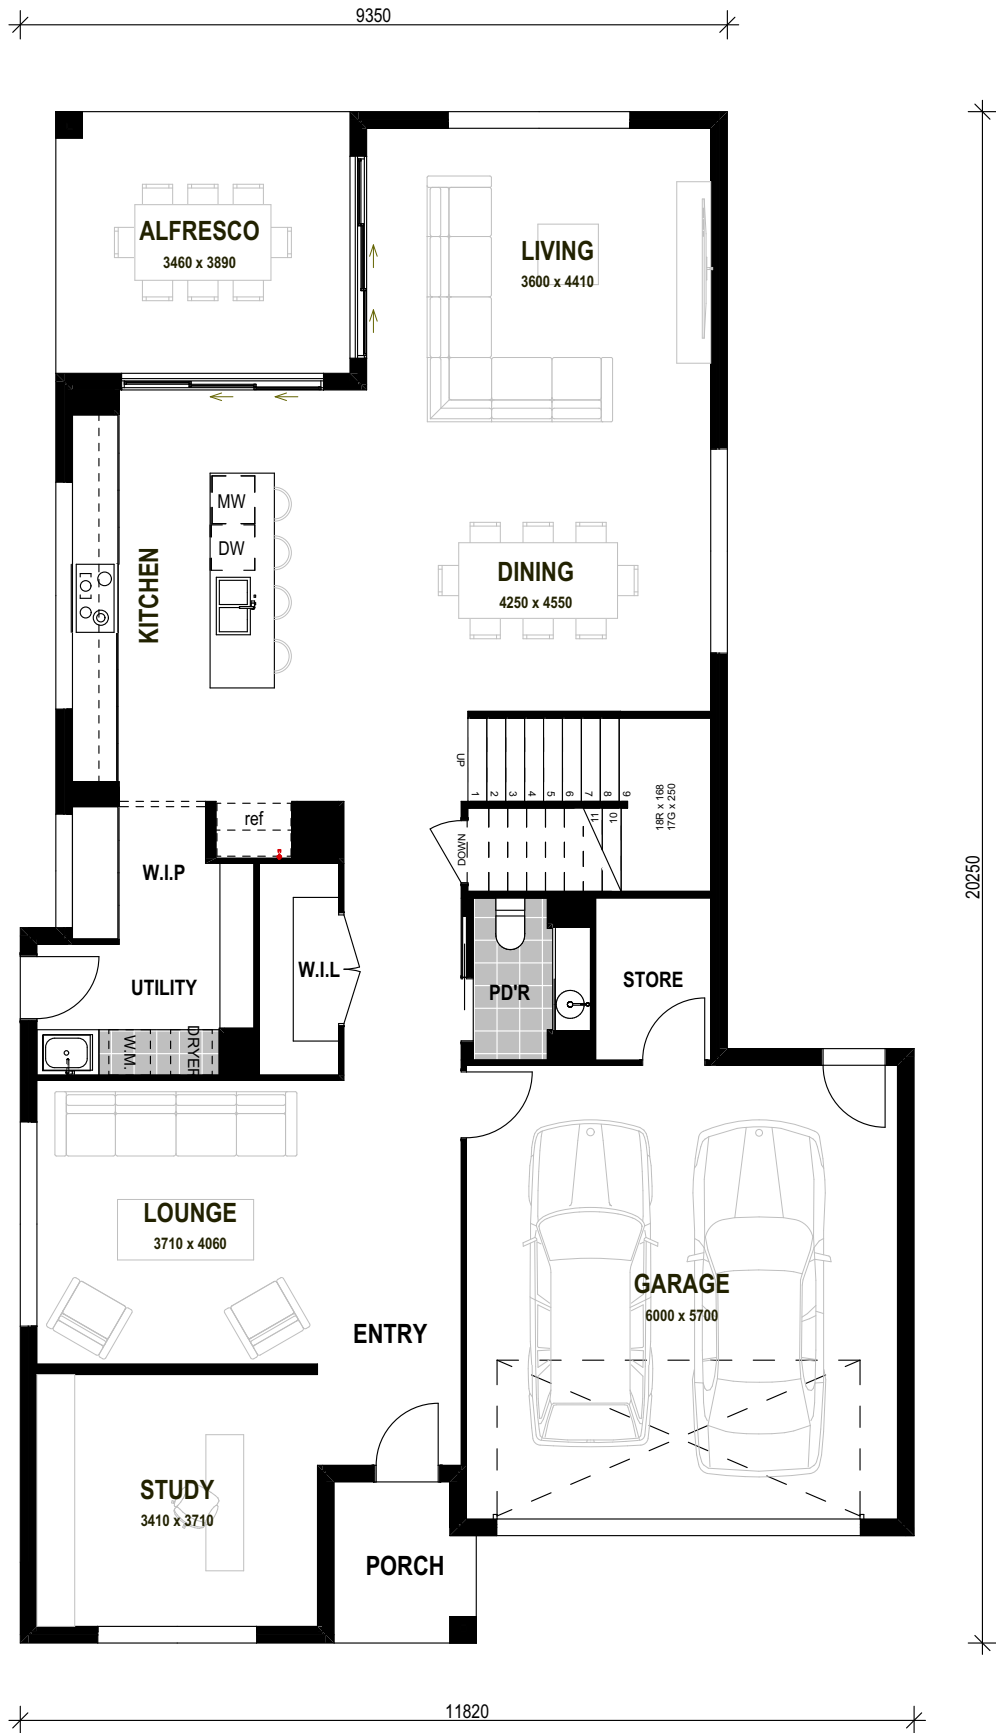 9350
ALFRESCO
3460 x 3890
LIVING
3600 x 4410
MW
DW
KITCHEN
DINING
4250 x 4550
UP
1
2
3
4
5
6
7
8
9
10
11
18R x 168
17G x 250
DOWN
ref
W.I.P
20250
W.I.L
UTILITY
PD'R
STORE
W.M.
DRYER
LOUNGE
3710 x 4060
GARAGE
6000 x 5700
ENTRY
STUDY
3410 x 3710
PORCH
11820